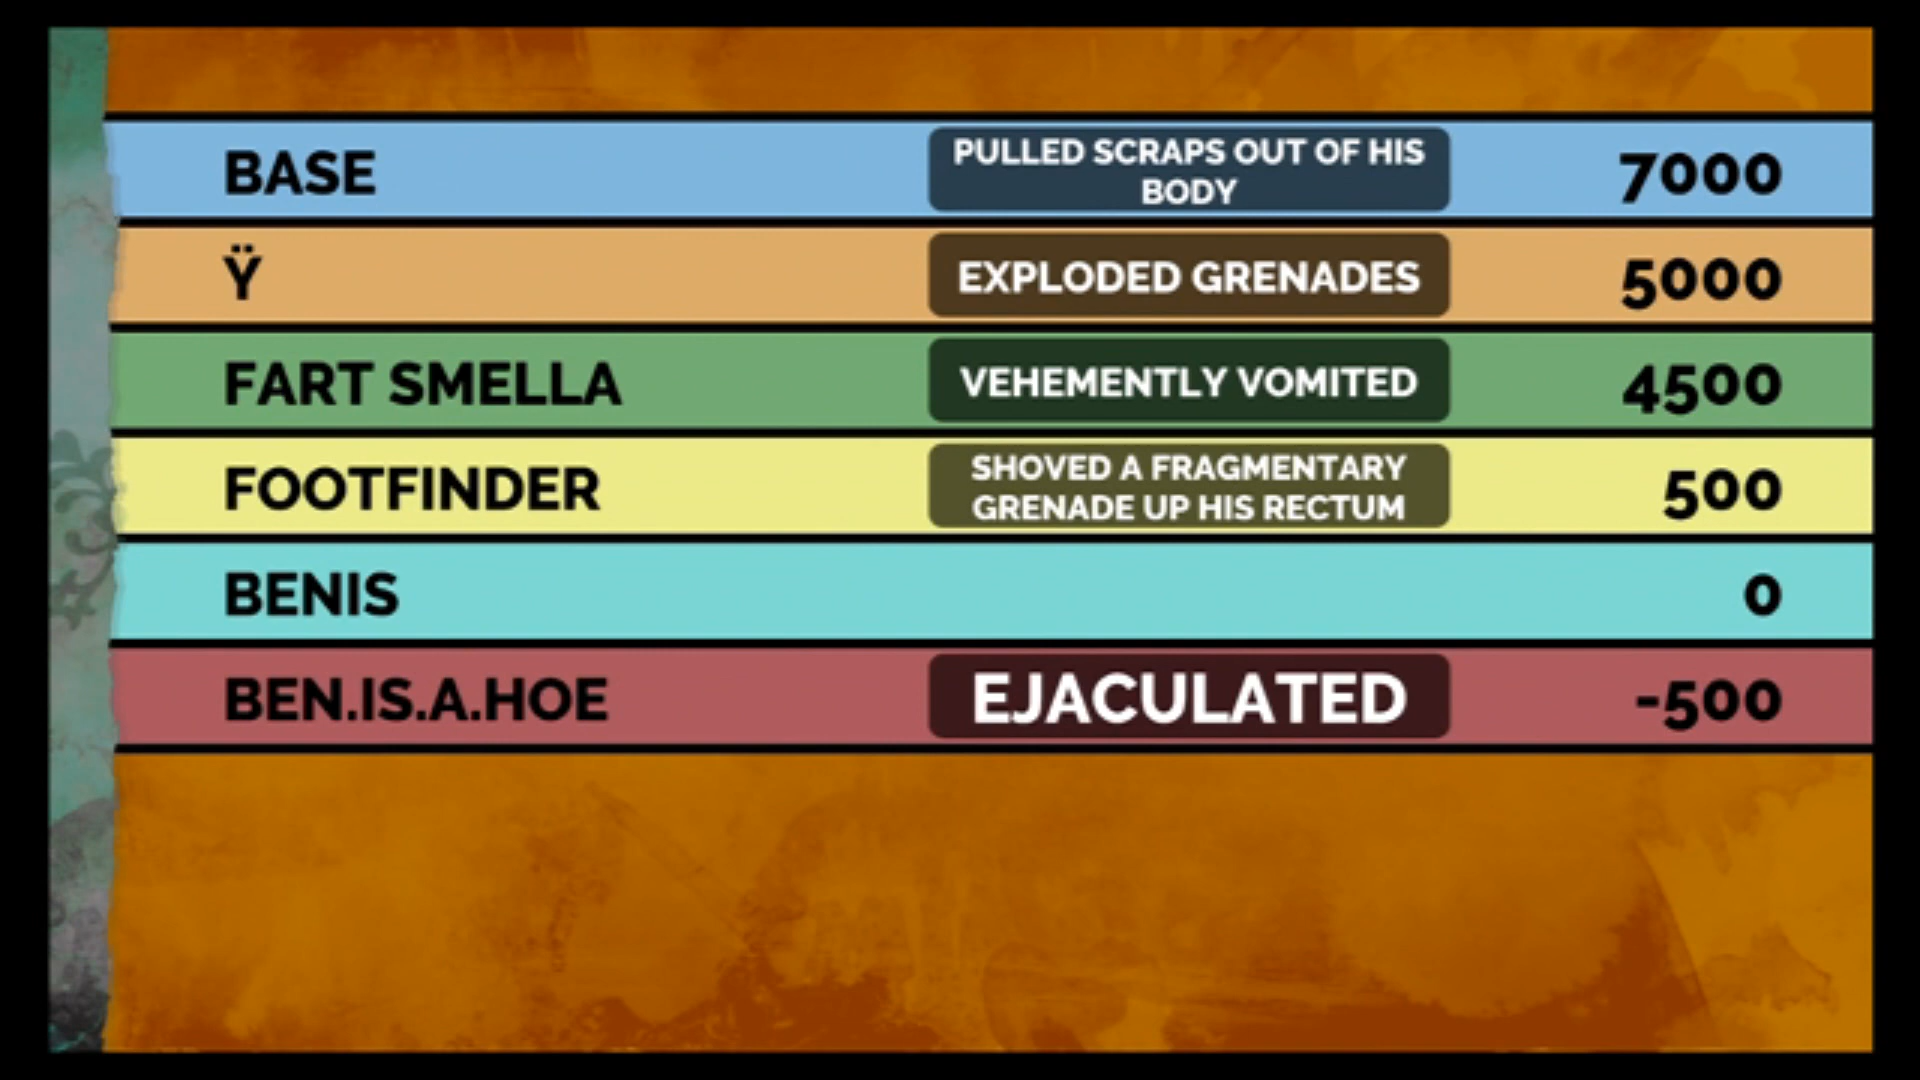 BASE
PULLED SCRAPS OUT OF HIS
BODY
7000
Ÿ
EXPLODED GRENADES
5000
FART SMELLA
VEHEMENTLY VOMITED
4500
FOOTFINDER
SHOVED A FRAGMENTARY
GRENADE UP HIS RECTUM
500
BENIS
0
BEN.IS.A.HOE
EJACULATED
-500